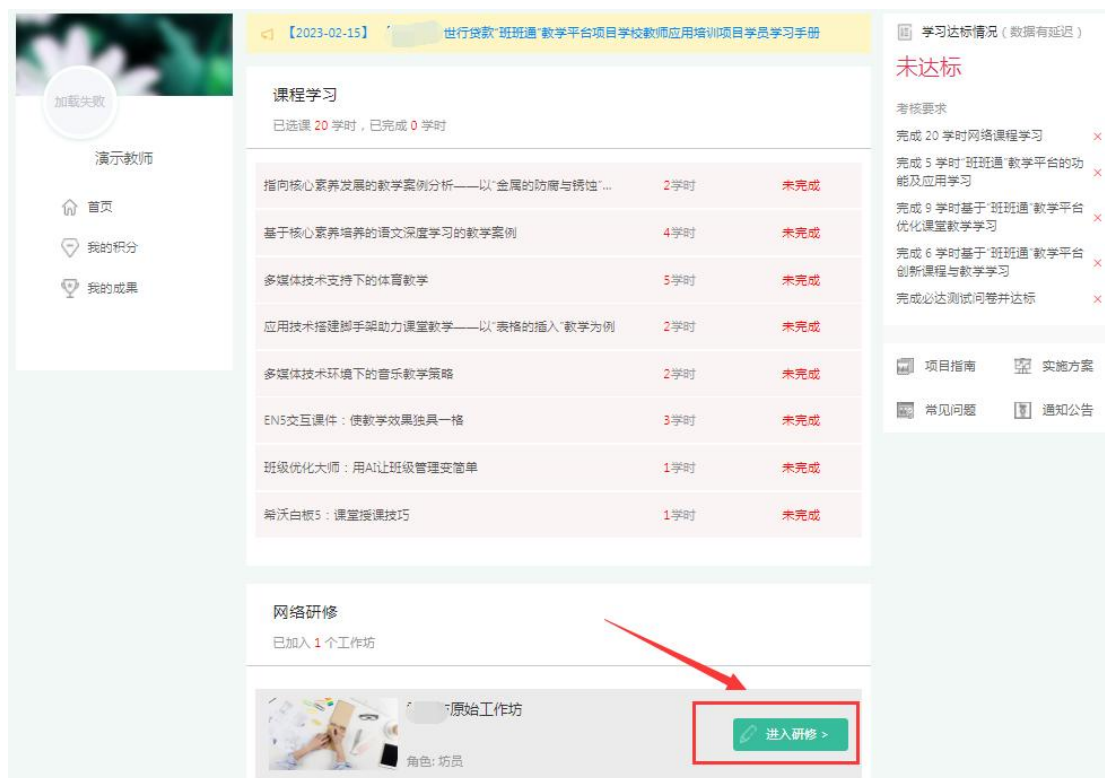 加载失败
演示教师
首页
我的积分
我的成果
【2023-02-15】 世行贷款“班班通”教学平台项目学校教师应用培训项目学员学习手册
课程学习
已选课 20 学时，已完成 0 学时
指向核心素养发展的教学案例分析——以“金属的防腐与锈蚀”... 2学时 未完成
基于核心素养培养的语文深度学习的教学案例 4学时 未完成
多媒体技术支持下的体育教学 5学时 未完成
应用技术搭建脚手架助力课堂教学——以“表格的插入”教学为例 2学时 未完成
多媒体技术环境下的音乐教学策略 2学时 未完成
EN5交互课件：使教学效果独具一格 3学时 未完成
班级优化大师：用AI让班级管理变简单 1学时 未完成
希沃白板5：课堂授课技巧 1学时 未完成
网络研修
已加入 1 个工作坊
原始工作坊
角色: 坊员
进入研修 >
学习达标情况（数据有延迟）
未达标
考核要求
完成 20 学时网络课程学习 ×
完成 5 学时“班班通”教学平台的功
能及应用学习 ×
完成 9 学时基于“班班通”教学平台
优化课堂教学学习 ×
完成 6 学时基于“班班通”教学平台
创新课程与教学学习 ×
完成必达测试问卷并达标 ×
项目指南 实施方案
常见问题 通知公告